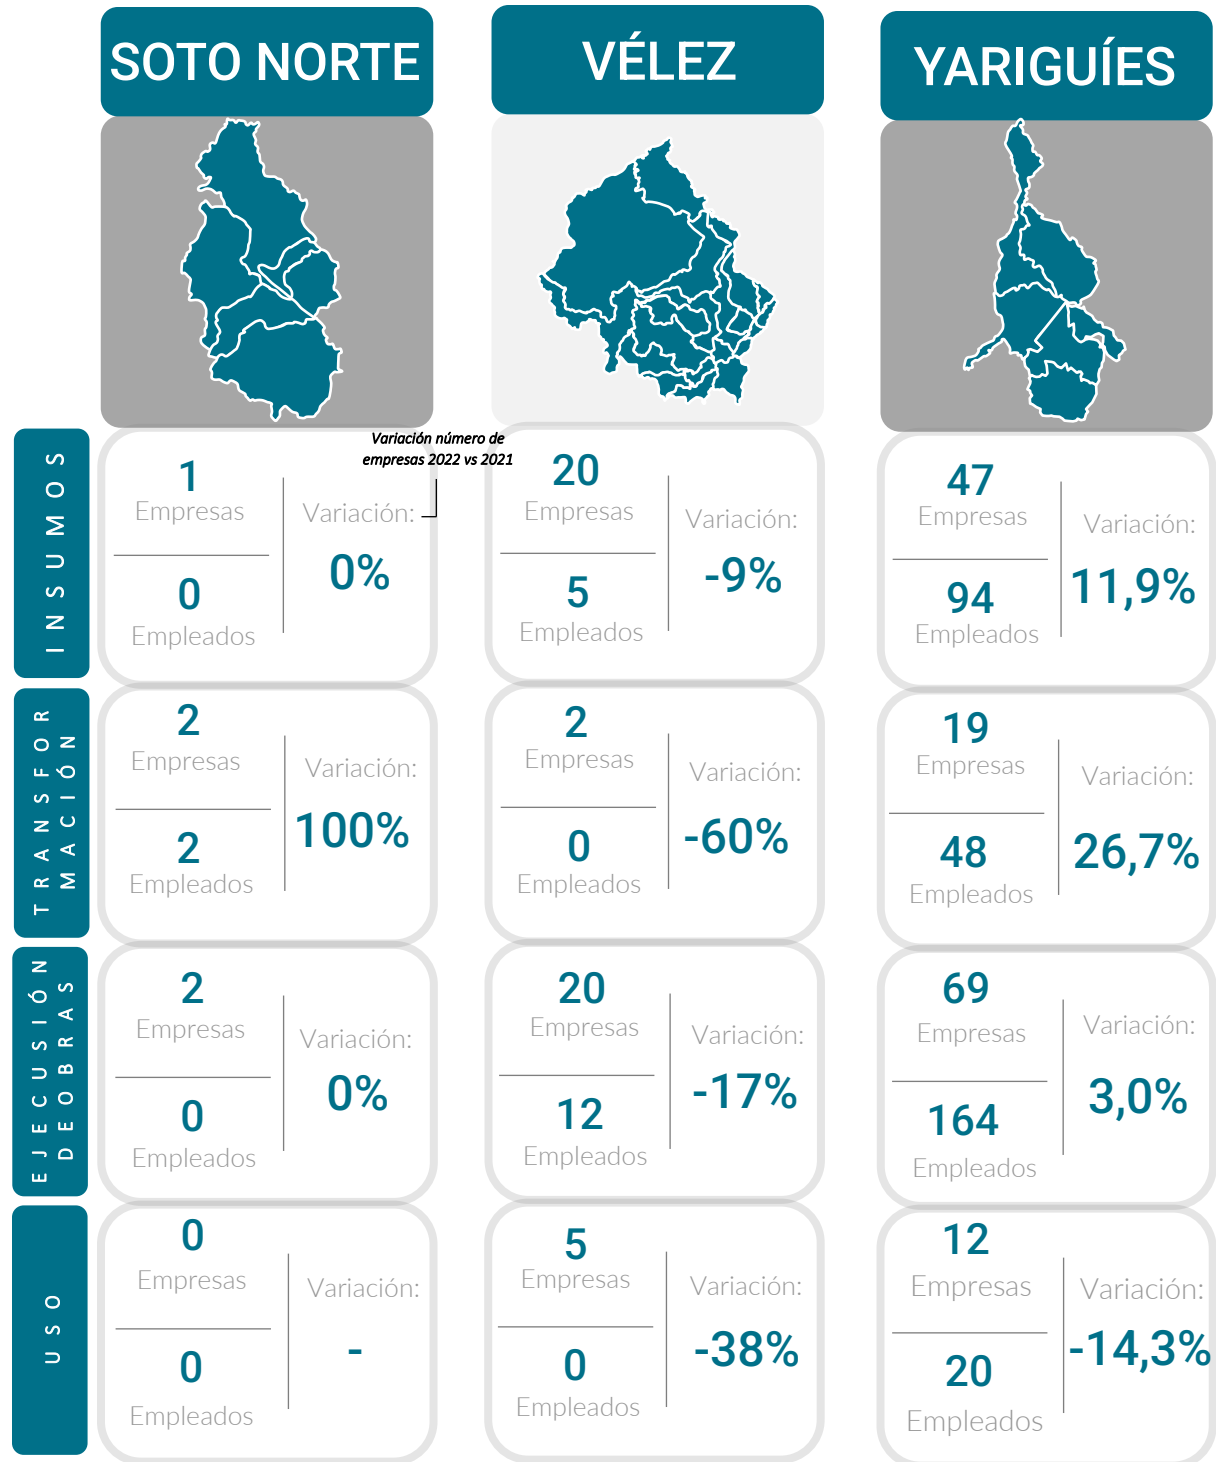 SOTO NORTE
VÉLEZ
YARIGUÍES
Variación número de
empresas 2022 vs 2021
INSUMOS
1
Empresas
0
Empleados
Variación:
0%
20
Empresas
5
Empleados
Variación:
-9%
47
Empresas
94
Empleados
Variación:
11,9%
TRANSFOR
MACIÓN
2
Empresas
2
Empleados
Variación:
100%
2
Empresas
0
Empleados
Variación:
-60%
19
Empresas
48
Empleados
Variación:
26,7%
EJECUSIÓN
DEOBRAS
2
Empresas
0
Empleados
Variación:
0%
20
Empresas
12
Empleados
Variación:
-17%
69
Empresas
164
Empleados
Variación:
3,0%
USO
0
Empresas
0
Empleados
Variación:
-
5
Empresas
0
Empleados
Variación:
-38%
12
Empresas
20
Empleados
Variación:
-14,3%